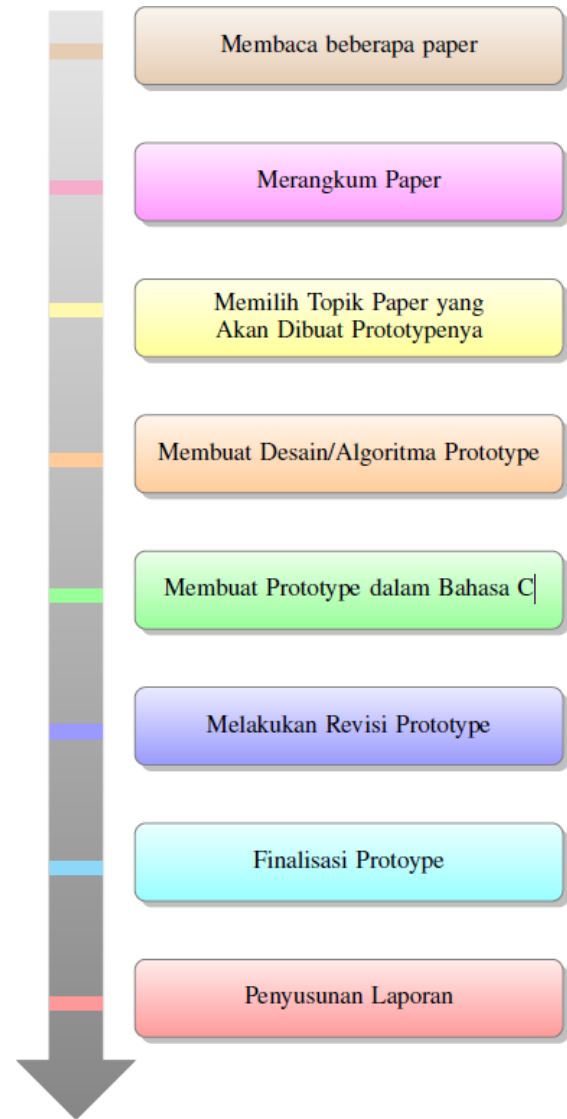 Membaca beberapa paper
Merangkum Paper
Memilih Topik Paper yang
Akan Dibuat Prototypenya
Membuat Desain/Algoritma Prototype
Membuat Prototype dalam Bahasa C
Melakukan Revisi Prototype
Finalisasi Protoype
Penyusunan Laporan